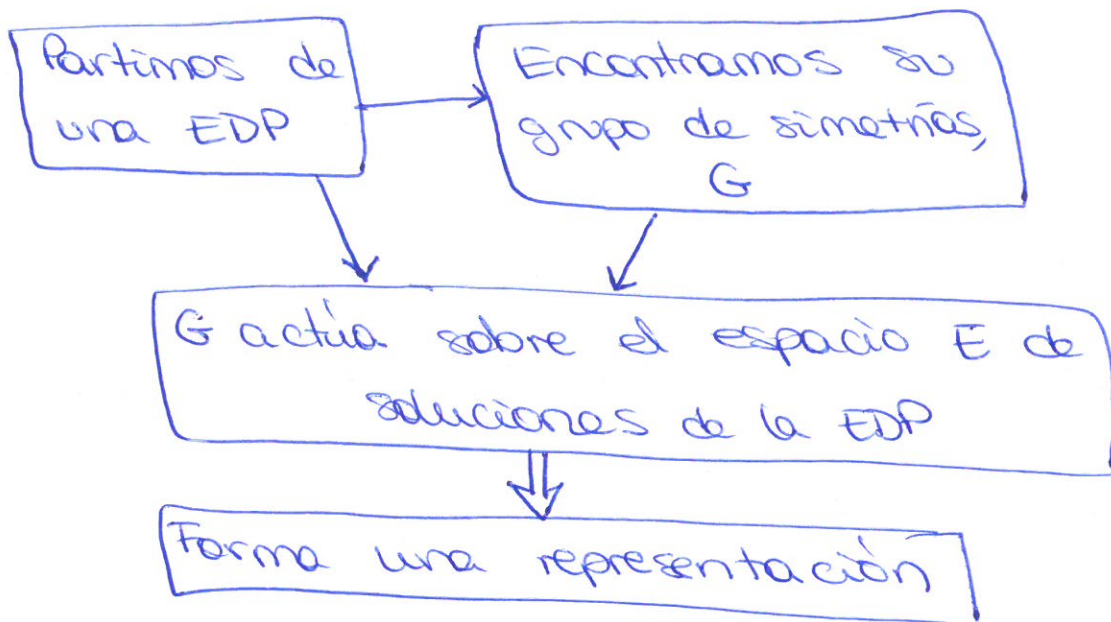 Partimos de
una EDP
Encontramos su
grupo de simetrías,
G
G actúa sobre el espacio E de
soluciones de la EDP
Forma una representación